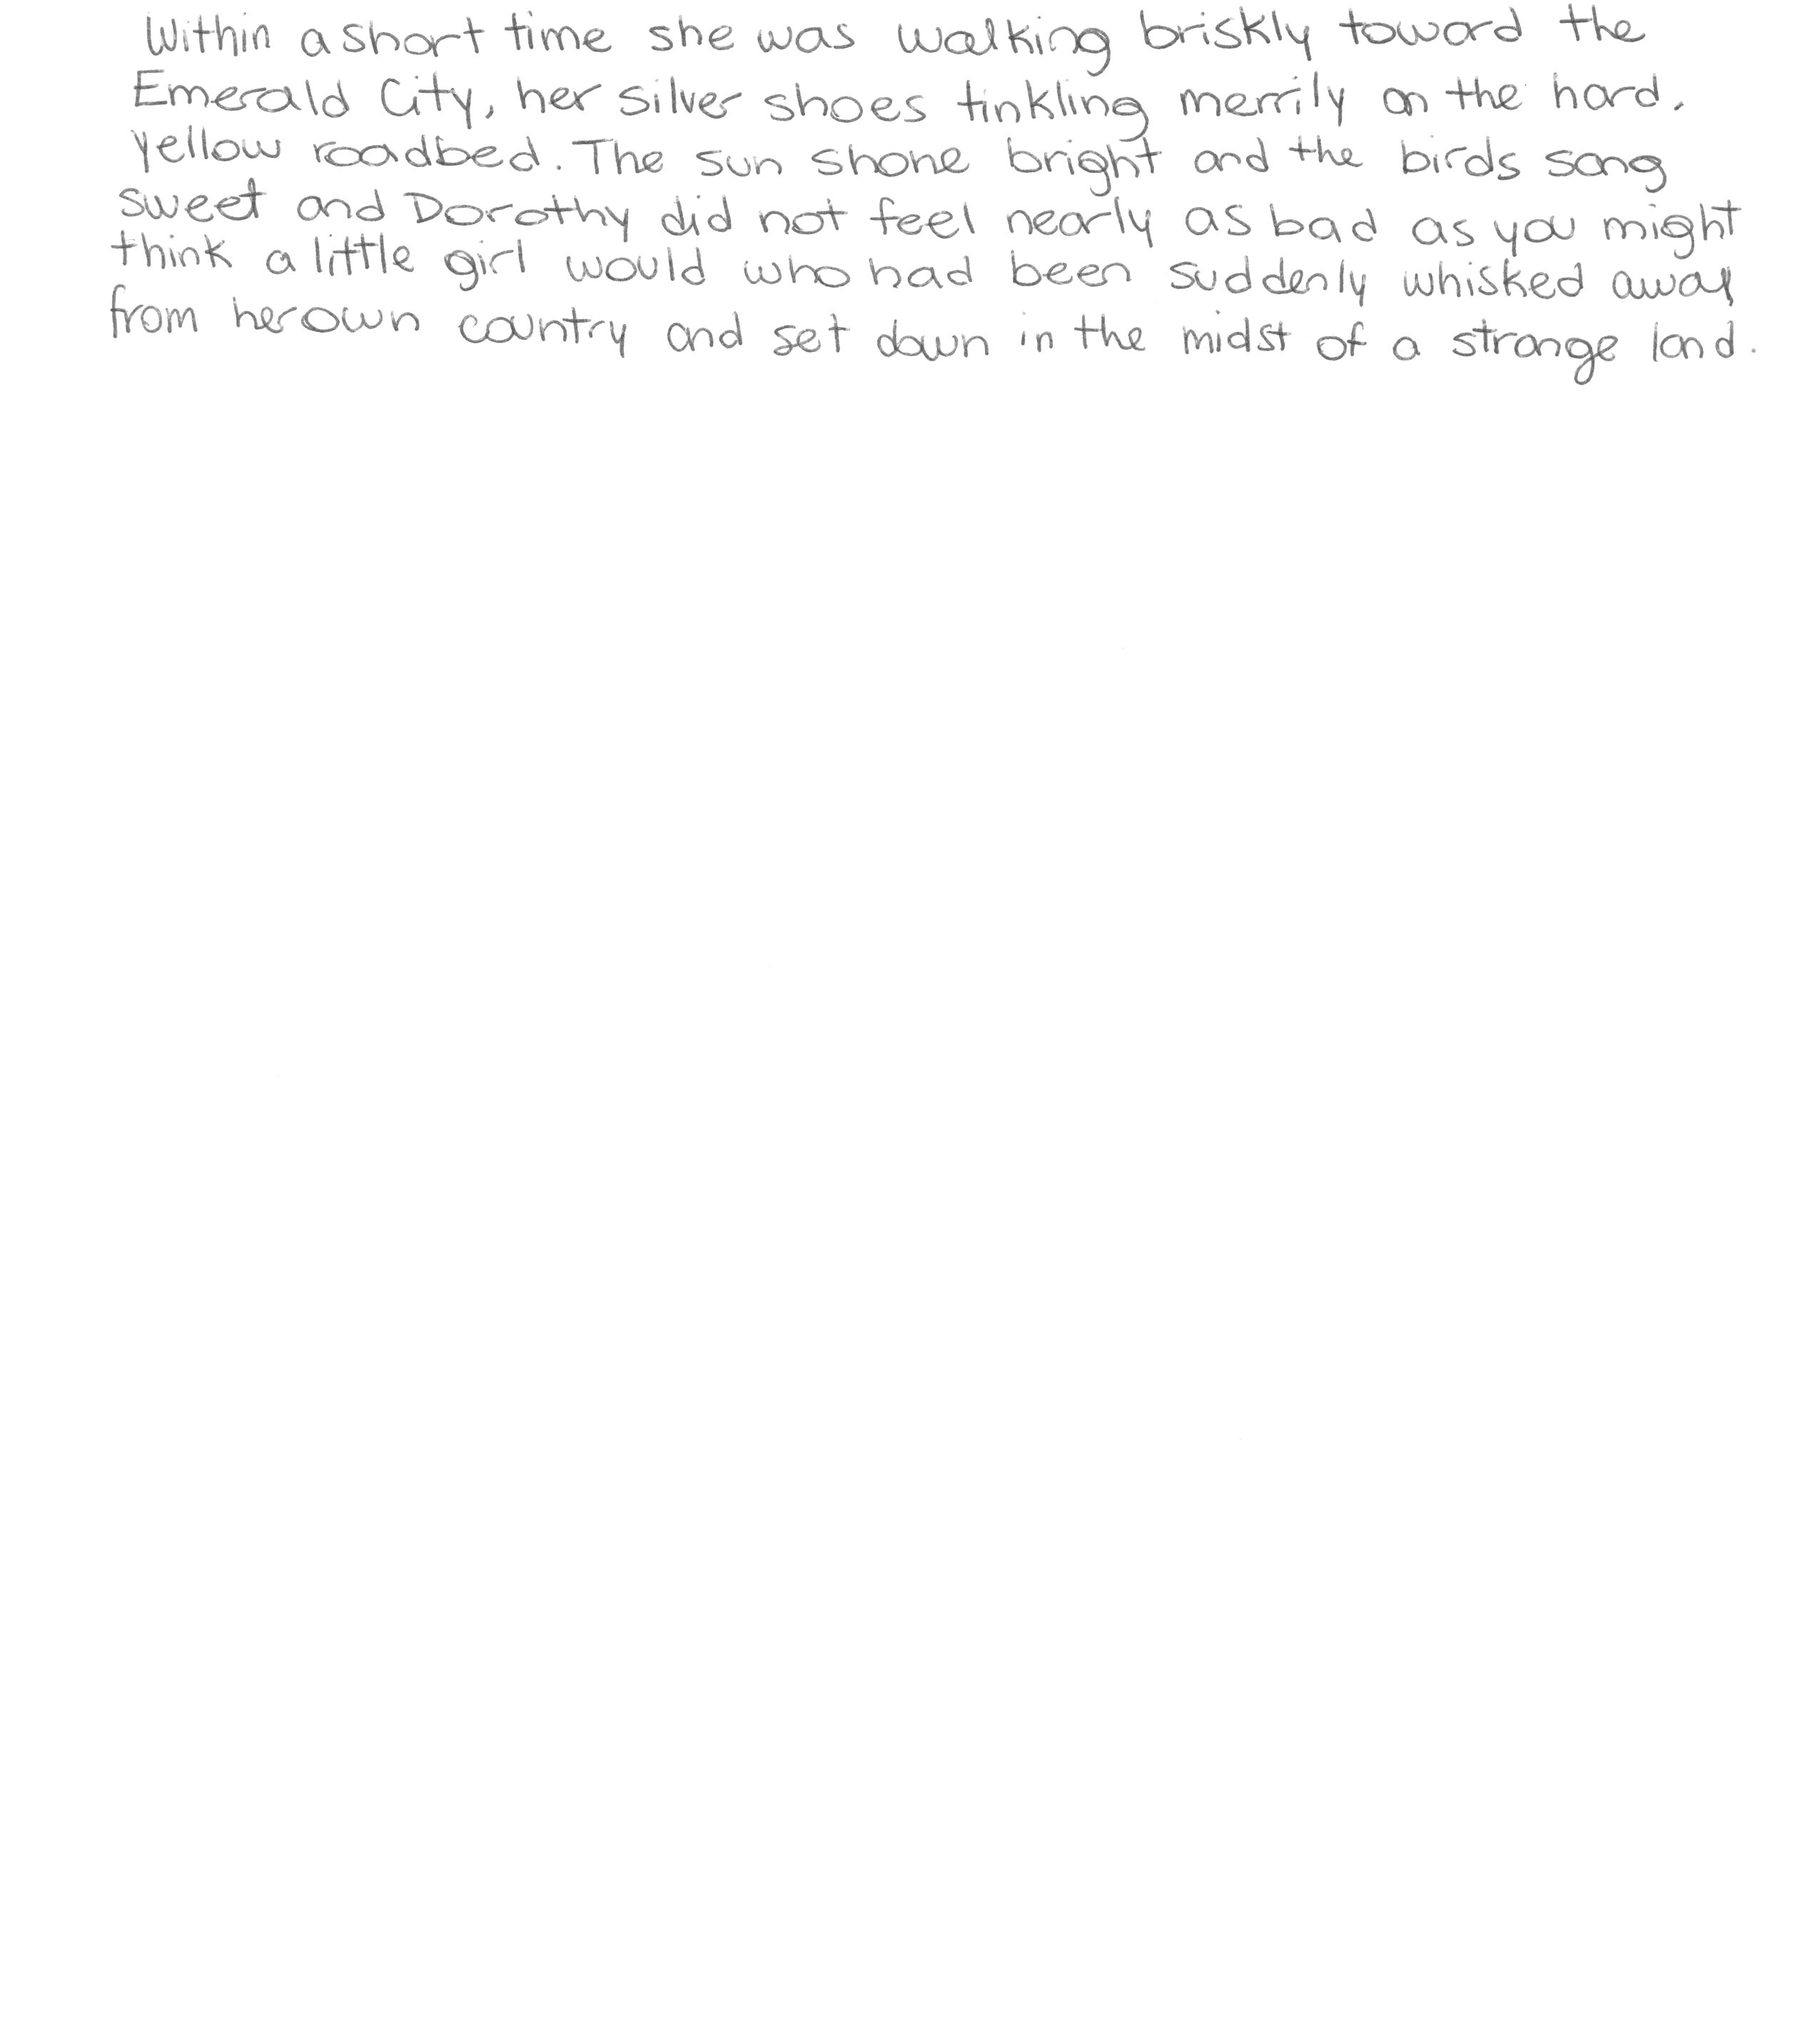 Within a short time she was walking briskly toward the
Emerald City, her silver shoes tinkling merrily on the hard,
yellow roadbed. The sun shone bright and the birds sang
sweet and Dorothy did not feel nearly as bad as you might
think a little girl would who had been suddenly whisked away
from her own country and set down in the midst of a strange land.